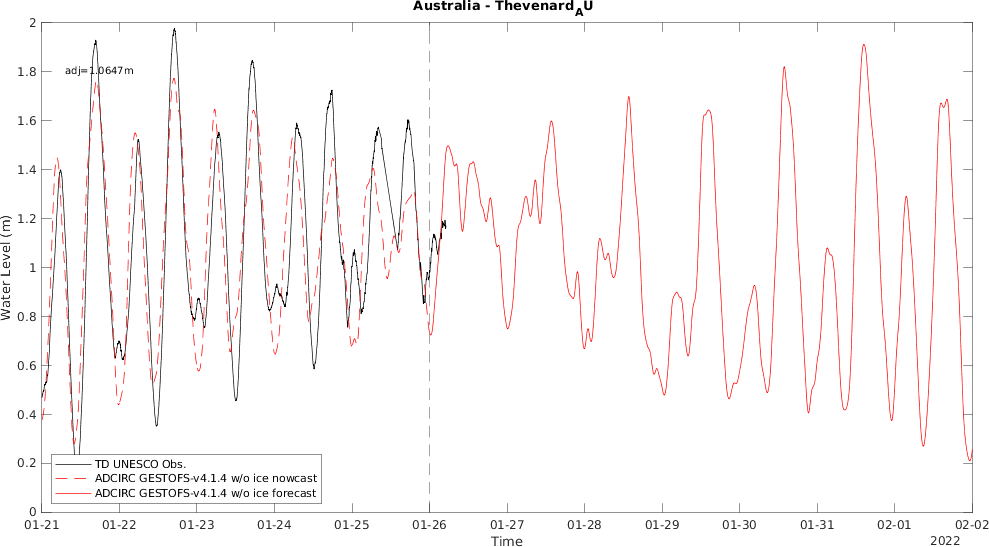 Australia - Thevenard_AU
adj=1.0647m
Water Level (m)
2
1.8
1.6
1.4
1.2
1
0.8
0.6
0.4
0.2
0
TD UNESCO Obs.
ADCIRC GESTOFS-v4.1.4 w/o ice nowcast
ADCIRC GESTOFS-v4.1.4 w/o ice forecast
01-21 01-22 01-23 01-24 01-25 01-26 01-27 01-28 01-29 01-30 01-31 02-01 02-02
Time
2022